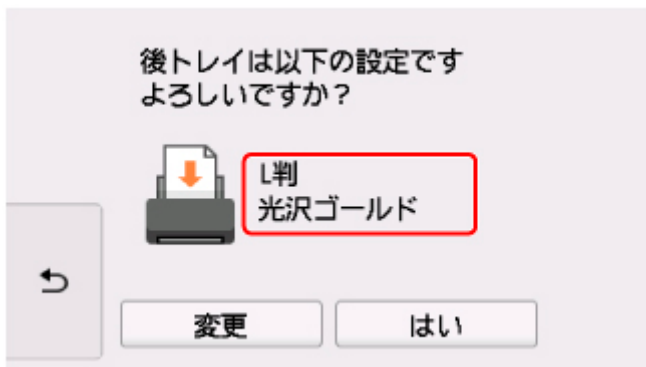 後トレイは以下の設定です
よろしいですか？
L判
光沢ゴールド
変更
はい